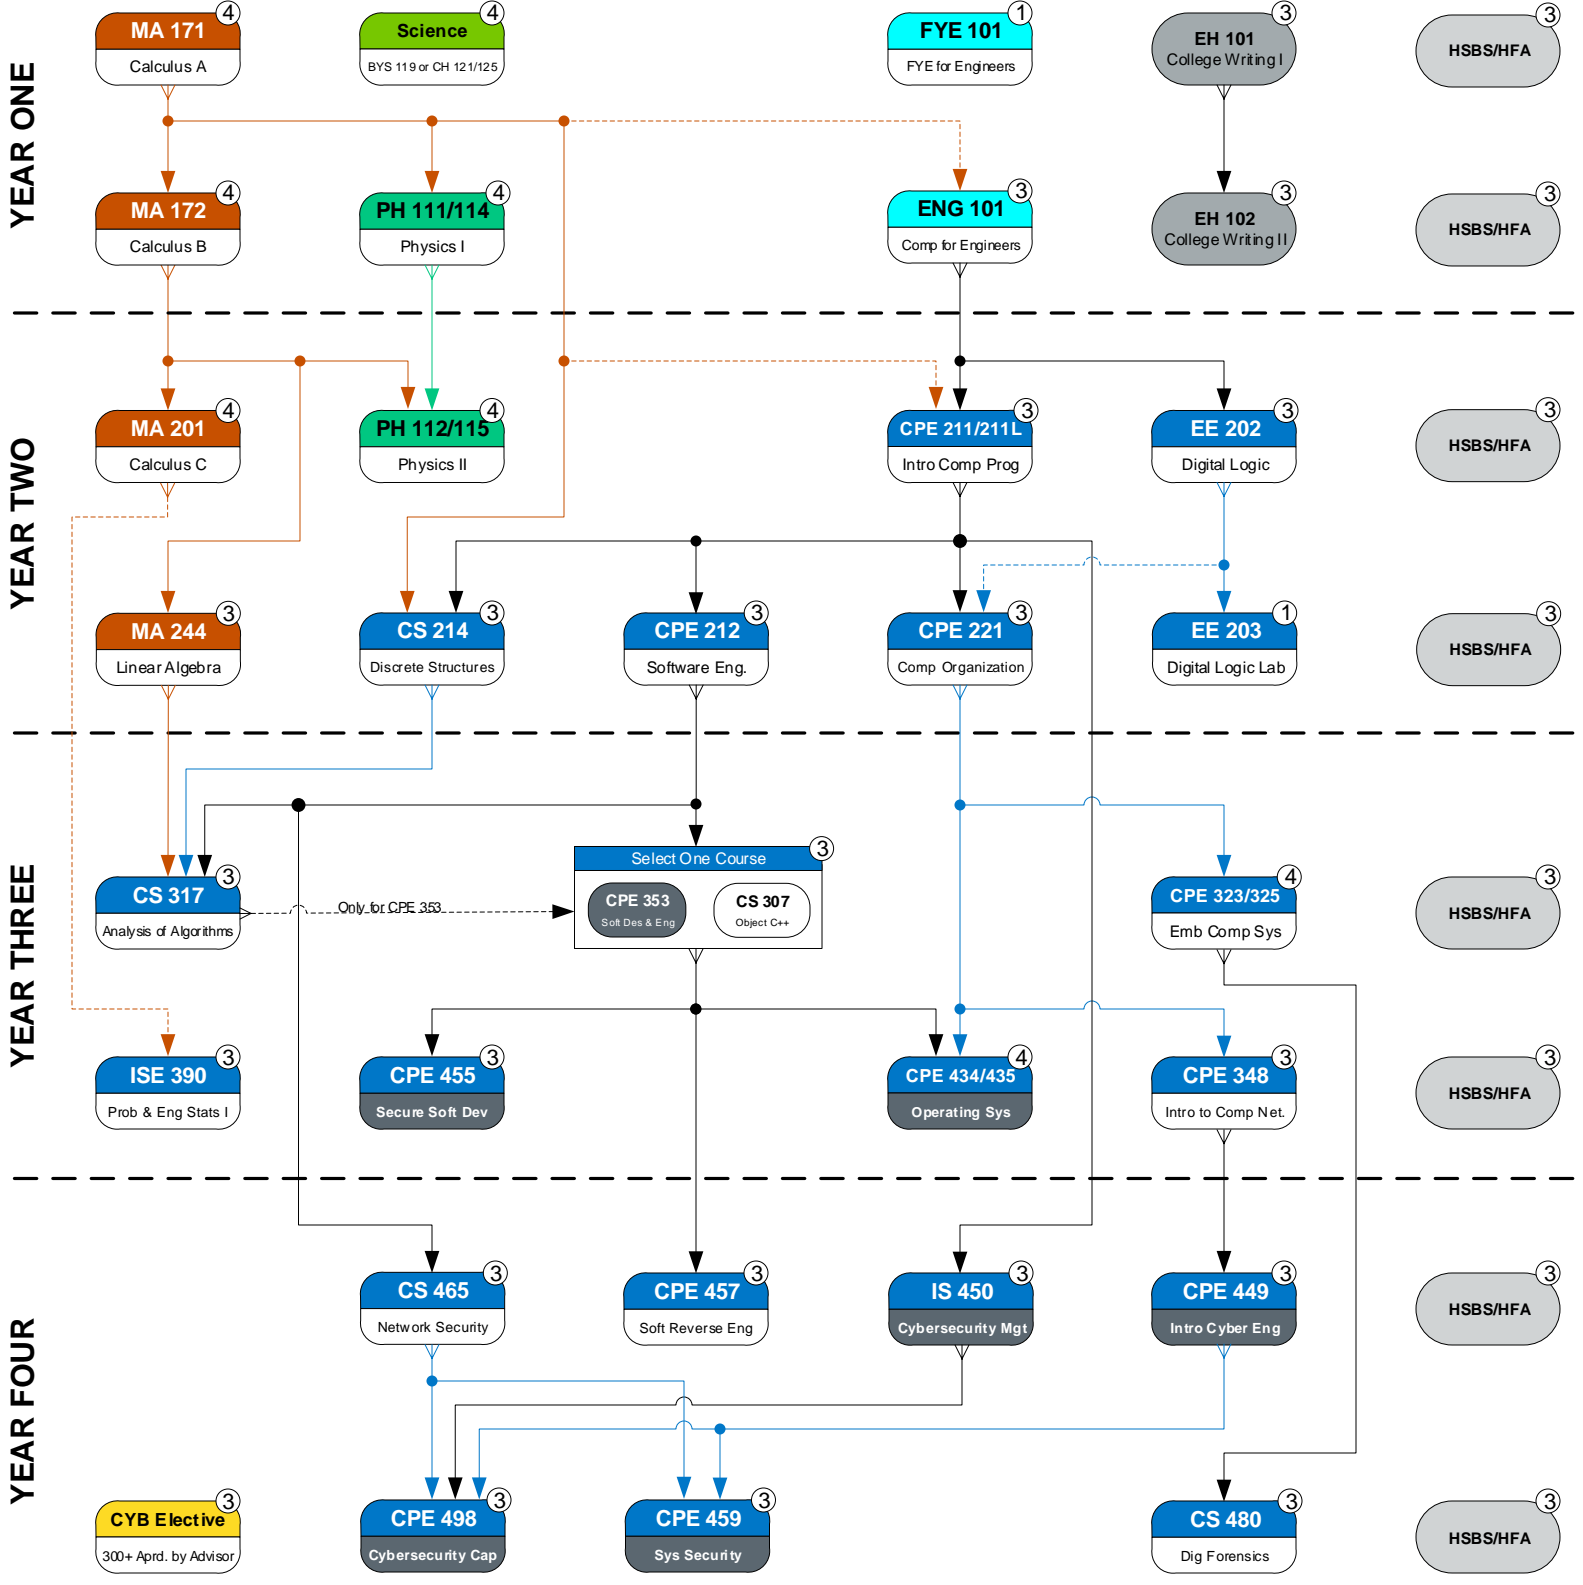 YEAR ONE
4
MA 171
Calculus A
4
Science
BYS 119 or CH 121/125
1
FYE 101
FYE for Engineers
3
EH 101
College Writing I
3
HSBS/HFA
4
MA 172
Calculus B
4
PH 111/114
Physics I
3
ENG 101
Comp for Engineers
3
EH 102
College Writing II
3
HSBS/HFA
YEAR TWO
4
MA 201
Calculus C
4
PH 112/115
Physics II
3
CPE 211/211L
Intro Comp Prog
3
EE 202
Digital Logic
3
HSBS/HFA
3
MA 244
Linear Algebra
3
CS 214
Discrete Structures
3
CPE 212
Software Eng.
3
CPE 221
Comp Organization
1
EE 203
Digital Logic Lab
3
HSBS/HFA
YEAR THREE
3
CS 317
Analysis of Algorithms
Only for CPE 353
3
Select One Course
CPE 353
Soft Des & Eng
CS 307
Object C++
4
CPE 323/325
Emb Comp Sys
3
HSBS/HFA
3
ISE 390
Prob & Eng Stats I
3
CPE 455
Secure Soft Dev
4
CPE 434/435
Operating Sys
3
CPE 348
Intro to Comp Net.
3
HSBS/HFA
YEAR FOUR
3
CS 465
Network Security
3
CPE 457
Soft Reverse Eng
3
IS 450
Cybersecurity Mgt
3
CPE 449
Intro Cyber Eng
3
HSBS/HFA
3
CYB Elective
300+ Aprd. by Advisor
3
CPE 498
Cybersecurity Cap
3
CPE 459
Sys Security
3
CS 480
Dig Forensics
3
HSBS/HFA